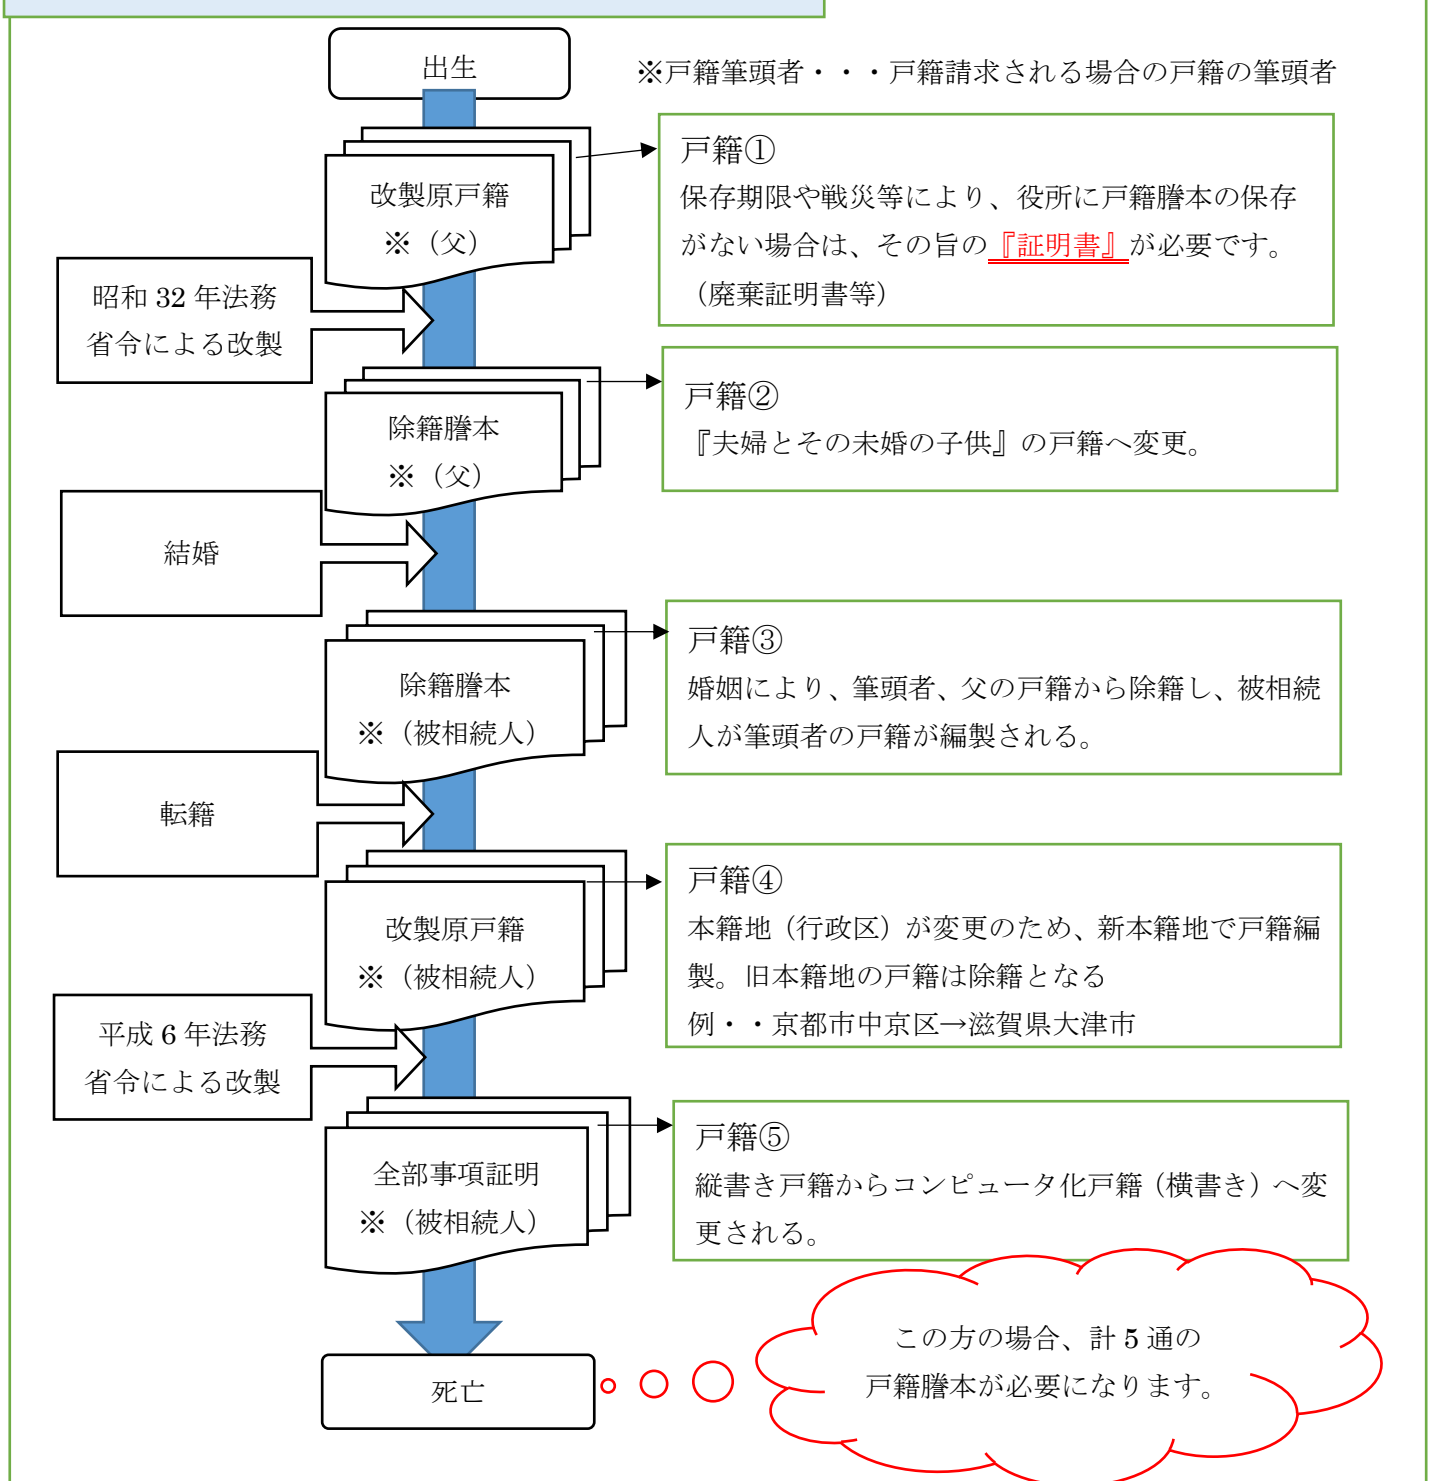 出生
※戸籍筆頭者・・・戸籍請求される場合の戸籍の筆頭者
改製原戸籍
※（父）
戸籍①
保存期限や戦災等により、役所に戸籍謄本の保存
がない場合は、その旨の『証明書』が必要です。
（廃棄証明書等）
昭和 32 年法務
省令による改製
除籍謄本
※（父）
戸籍②
『夫婦とその未婚の子供』の戸籍へ変更。
結婚
除籍謄本
※（被相続人）
戸籍③
婚姻により、筆頭者、父の戸籍から除籍し、被相続
人が筆頭者の戸籍が編製される。
転籍
改製原戸籍
※（被相続人）
戸籍④
本籍地（行政区）が変更のため、新本籍地で戸籍編
製。旧本籍地の戸籍は除籍となる
例・・京都市中京区→滋賀県大津市
平成 6 年法務
省令による改製
全部事項証明
※（被相続人）
戸籍⑤
縦書き戸籍からコンピュータ化戸籍（横書き）へ変
更される。
死亡
この方の場合、計 5 通の
戸籍謄本が必要になります。